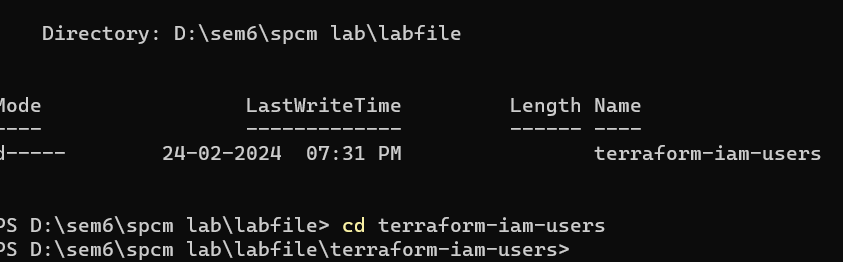 Directory: D:\sem6\spcm lab\labfile
Mode LastWriteTime Length Name
---- ------------- ------ ----
d----- 24-02-2024 07:31 PM terraform-iam-users
PS D:\sem6\spcm lab\labfile> cd terraform-iam-users
PS D:\sem6\spcm lab\labfile\terraform-iam-users>